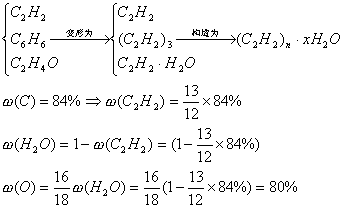 C₂H₂ C₂H₂
C₆H₆ 变形为 (C₂H₂)₃ 构造为 (C₂H₂)ₙ · xH₂O
C₂H₄O C₂H₂ · H₂O
ω(C) = 84% ⇒ ω(C₂H₂) = 13/12 × 84%
ω(H₂O) = 1 − ω(C₂H₂) = (1 − 13/12 × 84%)
ω(O) = 16/18 ω(H₂O) = 16/18 (1 − 13/12 × 84%) = 80%